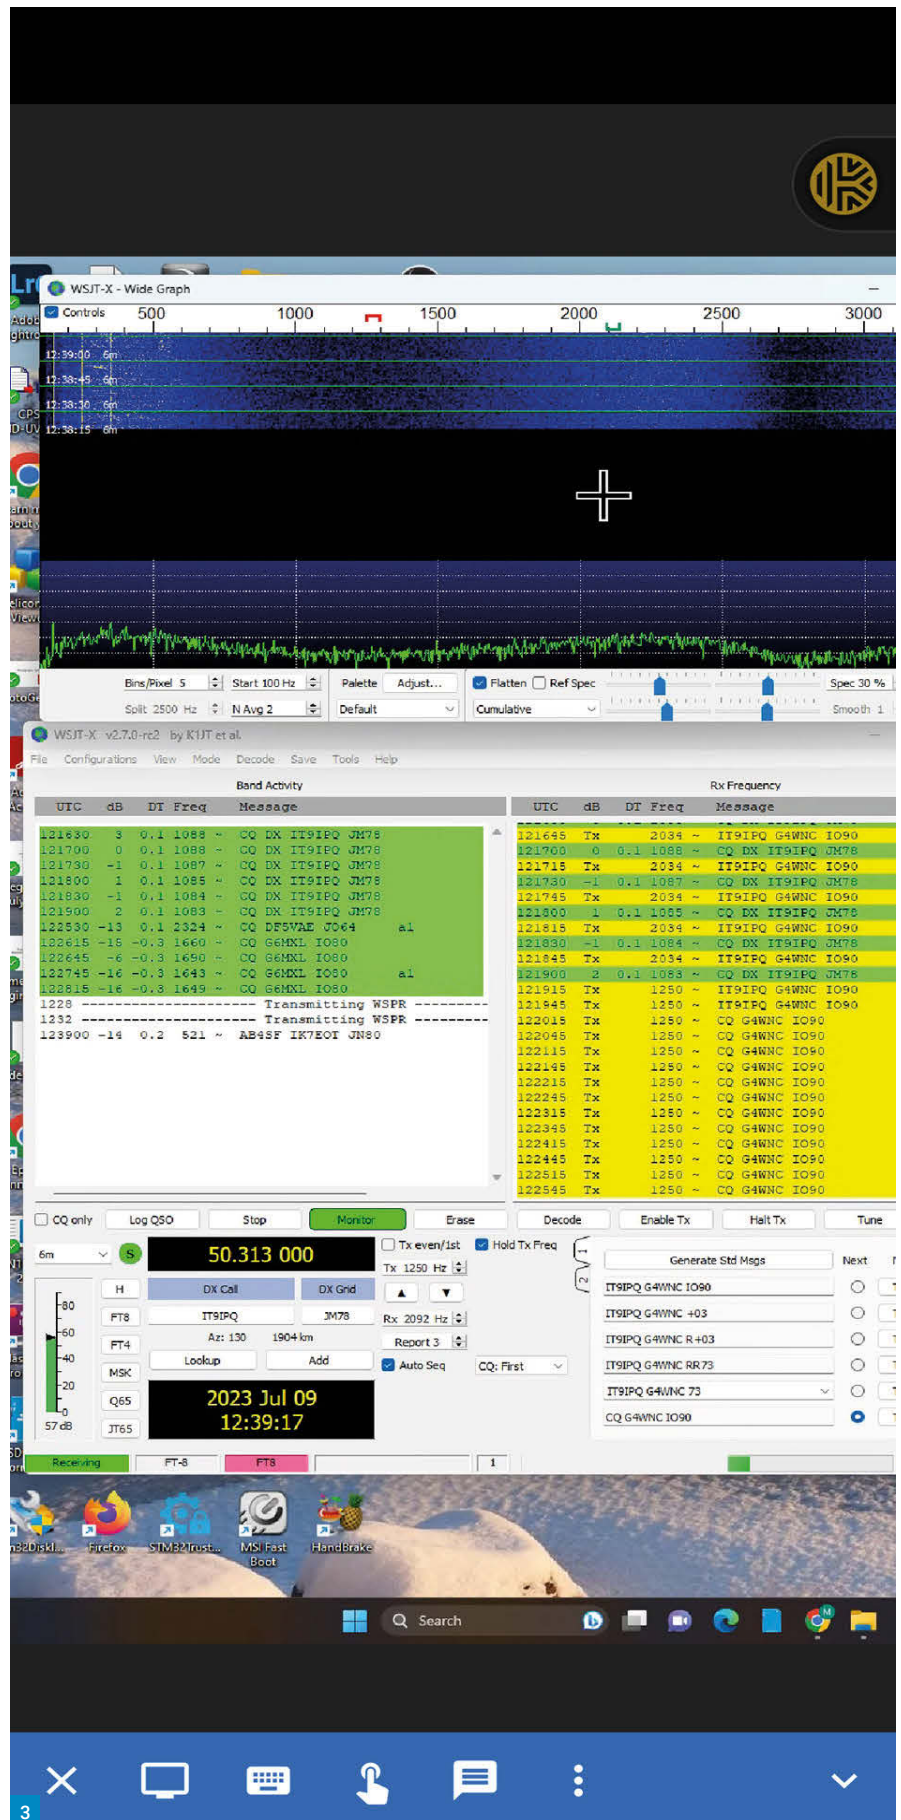 WSJT-X - Wide Graph
Controls 500 1000 1500 2000 2500 3000
12:39:00 6m
12:38:45 6m
12:38:30 6m
12:38:15 6m
Bins/Pixel 5 Start 100 Hz Palette Adjust... Flatten Ref Spec Spec 30 %
Split 2500 Hz N Avg 2 Default Cumulative Smooth 1
WSJT-X v2.7.0-rc2 by K1JT et al.
File Configurations View Mode Decode Save Tools Help
Band Activity
UTC dB DT Freq Message
121630 3 0.1 1088 ~ CQ DX IT9IPQ JM78
121700 0 0.1 1088 ~ CQ DX IT9IPQ JM78
121730 -1 0.1 1087 ~ CQ DX IT9IPQ JM78
121800 1 0.1 1085 ~ CQ DX IT9IPQ JM78
121830 -1 0.1 1084 ~ CQ DX IT9IPQ JM78
121900 2 0.1 1083 ~ CQ DX IT9IPQ JM78
122530 -13 0.1 2324 ~ CQ DF5VAE JO64 a1
122615 -15 -0.3 1660 ~ CQ G6MXL IO80
122645 -6 -0.3 1690 ~ CQ G6MXL IO80
122745 -16 -0.3 1643 ~ CQ G6MXL IO80 a1
122815 -16 -0.3 1649 ~ CQ G6MXL IO80
1228 ---------------------- Transmitting WSPR ---------
1232 ---------------------- Transmitting WSPR ---------
123900 -14 0.2 521 ~ AB4SF IK7EOT JN80
Rx Frequency
UTC dB DT Freq Message
121645 Tx 2034 ~ IT9IPQ G4WNC IO90
121700 0 0.1 1088 ~ CQ DX IT9IPQ JM78
121715 Tx 2034 ~ IT9IPQ G4WNC IO90
121730 -1 0.1 1087 ~ CQ DX IT9IPQ JM78
121745 Tx 2034 ~ IT9IPQ G4WNC IO90
121800 1 0.1 1085 ~ CQ DX IT9IPQ JM78
121815 Tx 2034 ~ IT9IPQ G4WNC IO90
121830 -1 0.1 1084 ~ CQ DX IT9IPQ JM78
121845 Tx 2034 ~ IT9IPQ G4WNC IO90
121900 2 0.1 1083 ~ CQ DX IT9IPQ JM78
121915 Tx 1250 ~ IT9IPQ G4WNC IO90
121945 Tx 1250 ~ IT9IPQ G4WNC IO90
122015 Tx 1250 ~ CQ G4WNC IO90
122045 Tx 1250 ~ CQ G4WNC IO90
122115 Tx 1250 ~ CQ G4WNC IO90
122145 Tx 1250 ~ CQ G4WNC IO90
122215 Tx 1250 ~ CQ G4WNC IO90
122245 Tx 1250 ~ CQ G4WNC IO90
122315 Tx 1250 ~ CQ G4WNC IO90
122345 Tx 1250 ~ CQ G4WNC IO90
122415 Tx 1250 ~ CQ G4WNC IO90
122445 Tx 1250 ~ CQ G4WNC IO90
122515 Tx 1250 ~ CQ G4WNC IO90
122545 Tx 1250 ~ CQ G4WNC IO90
CQ only Log QSO Stop Monitor Erase Decode Enable Tx Halt Tx Tune
6m S 50.313 000 Tx even/1st Hold Tx Freq
Tx 1250 Hz
H DX Call DX Grid
FT8 IT9IPQ JM78 Rx 2092 Hz
FT4 Az: 130 1904 km Report 3
MSK Lookup Add Auto Seq CQ: First
Q65 2023 Jul 09
JT65 12:39:17
-80
-60
-40
-20
0
57 dB
1
2
Generate Std Msgs Next
IT9IPQ G4WNC IO90
IT9IPQ G4WNC +03
IT9IPQ G4WNC R+03
IT9IPQ G4WNC RR73
IT9IPQ G4WNC 73
CQ G4WNC IO90
Receiving FT-8 FT8 1
Firefox STM32Trust... MSI Fast Boot HandBrake
Search
3